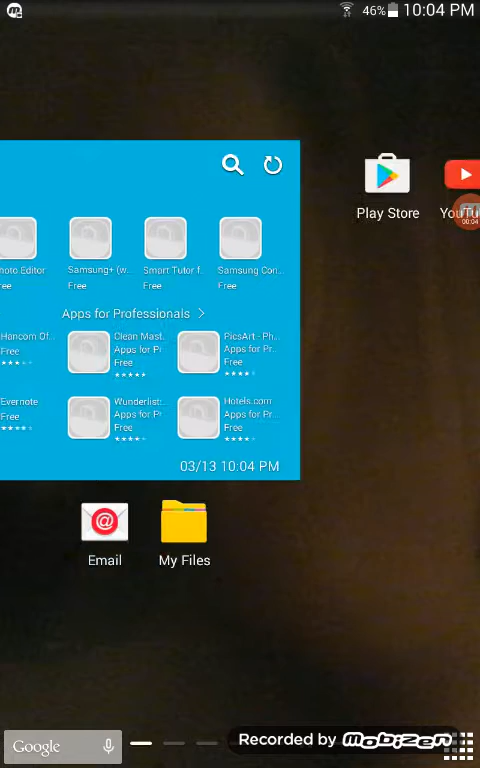 46% 10:04 PM
Play Store
YouTu
00:04
hoto Editor
ree
Samsung+ (w..
Free
Smart Tutor f..
Free
Samsung Con..
Free
Apps for Professionals
Hancom Of..
Free
Clean Mast..
Apps for Pr
Free
PicsArt - Ph..
Apps for Pr..
Free
Evernote
Free
Wunderlist:
Apps for Pr
Free
Hotels.com
Apps for Pr...
Free
03/13 10:04 PM
Email
My Files
Google
Recorded by mobizen